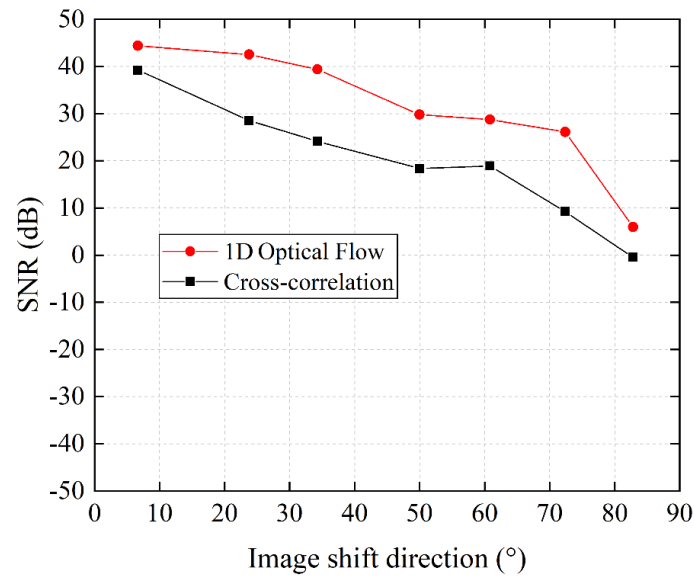 SNR (dB)
50
40
30
20
10
0
-10
-20
-30
-40
-50
1D Optical Flow
Cross-correlation
0 10 20 30 40 50 60 70 80 90
Image shift direction (°)